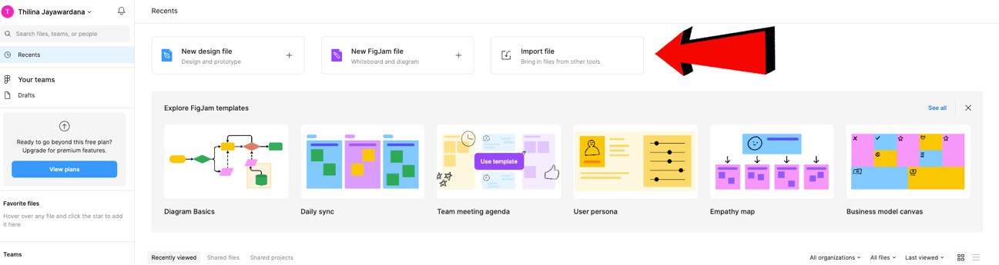 T Thilina Jayawardana
Search files, teams, or people
Recents
Your teams
Drafts
Ready to go beyond this free plan?
Upgrade for premium features.
View plans
Favorite files
Hover over any file and click the star to add
it here
Teams
Recents
New design file
Design and prototype
New FigJam file
Whiteboard and diagram
Import file
Bring in files from other tools
Explore FigJam templates
See all
Use template
Diagram Basics
Daily sync
Team meeting agenda
User persona
Empathy map
Business model canvas
Recently viewed
Shared files
Shared projects
All organizations
All files
Last viewed